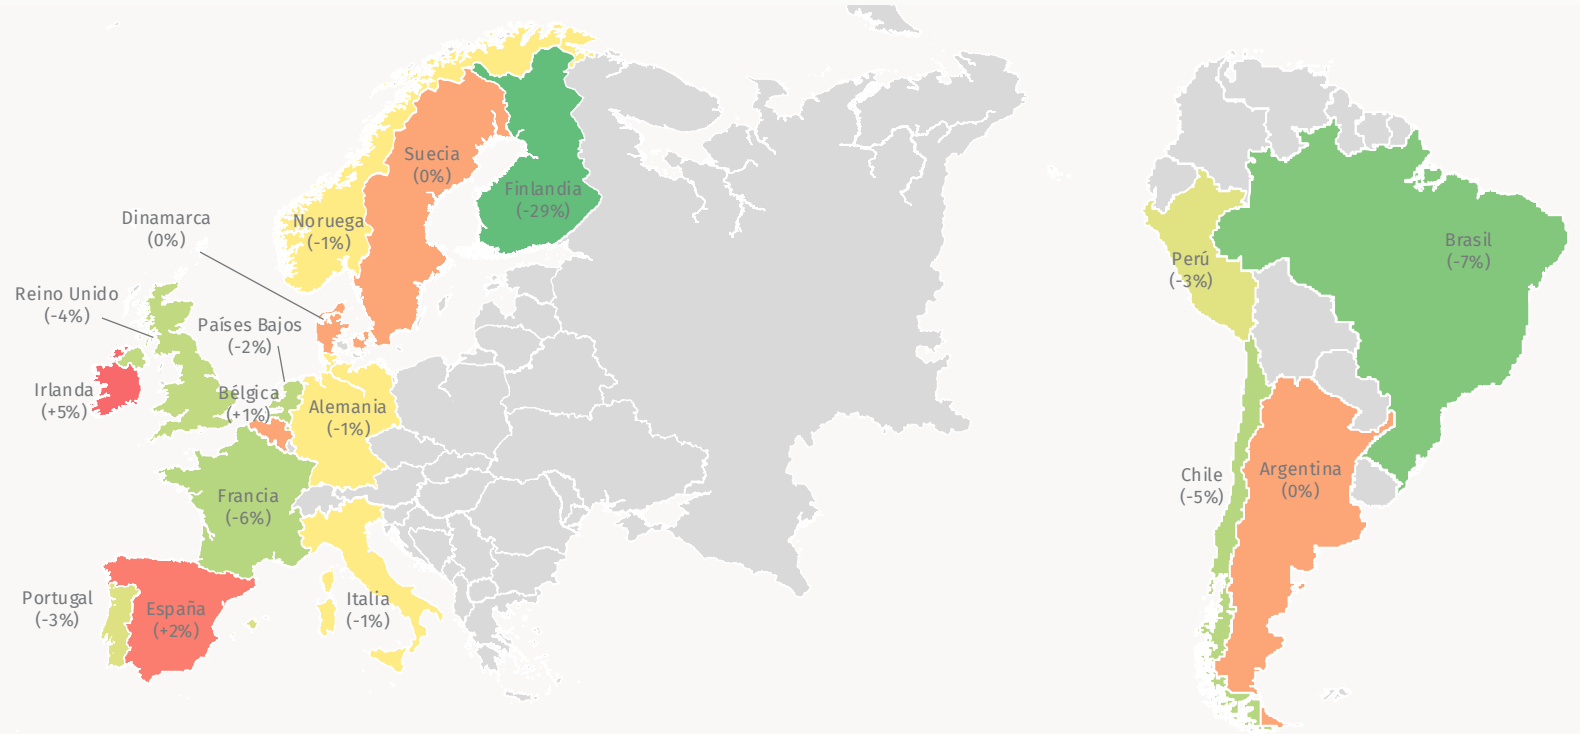 Suecia
(0%)
Finlandia
(-29%)
Noruega
(-1%)
Dinamarca
(0%)
Reino Unido
(-4%)
Países Bajos
(-2%)
Irlanda
(+5%)
Bélgica
(+1%)
Alemania
(-1%)
Francia
(-6%)
Portugal
(-3%)
España
(+2%)
Italia
(-1%)
Brasil
(-7%)
Perú
(-3%)
Chile
(-5%)
Argentina
(0%)